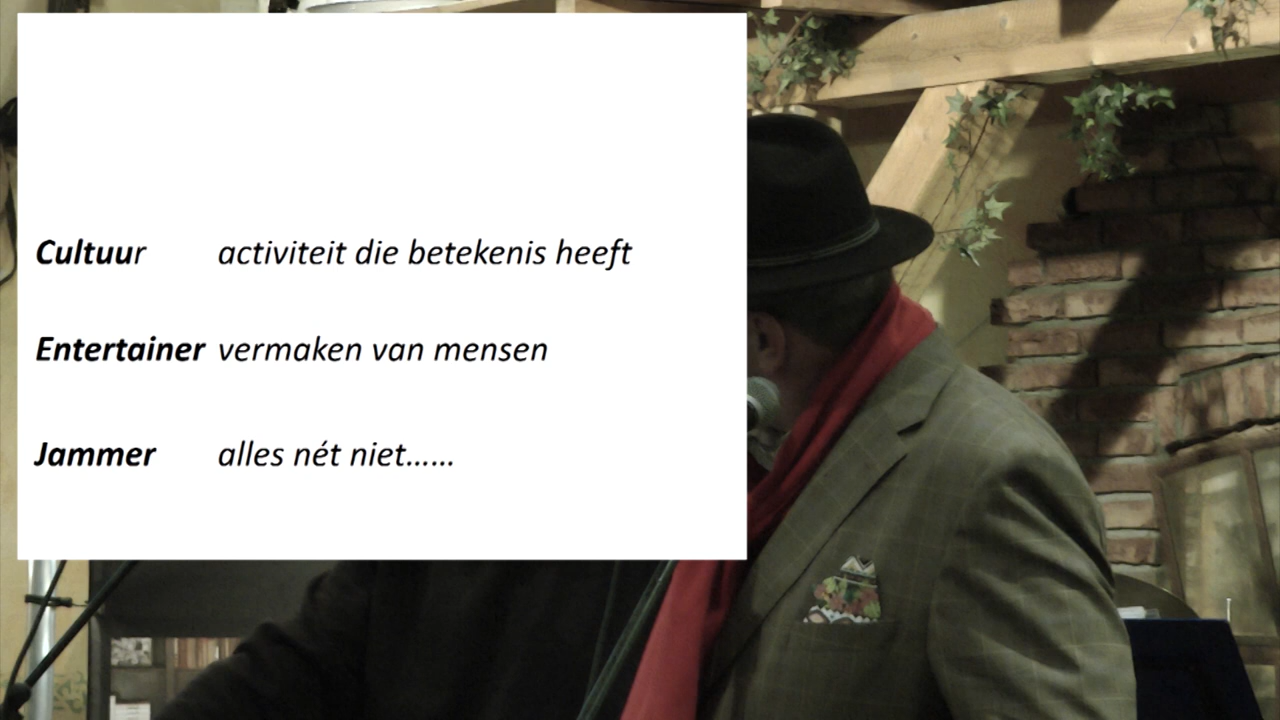 Cultuur activiteit die betekenis heeft
Entertainer vermaken van mensen
Jammer alles nét niet......